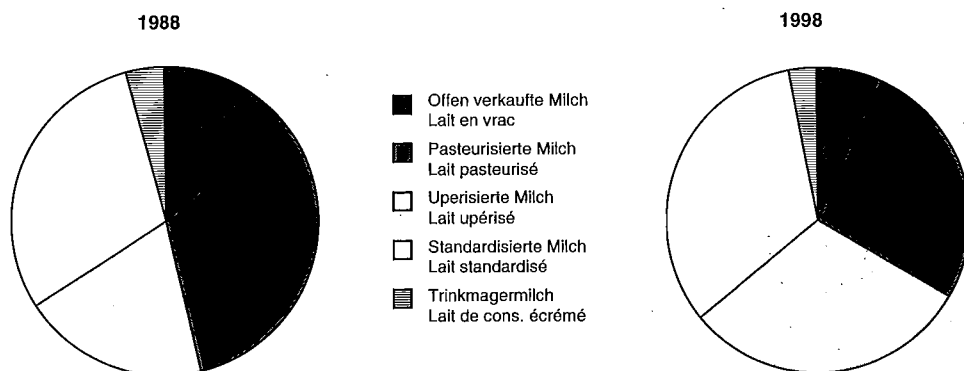 1988
1998
Offen verkaufte Milch
Lait en vrac
Pasteurisierte Milch
Lait pasteurisé
Uperisierte Milch
Lait upérisé
Standardisierte Milch
Lait standardisé
Trinkmagermilch
Lait de cons. écrémé